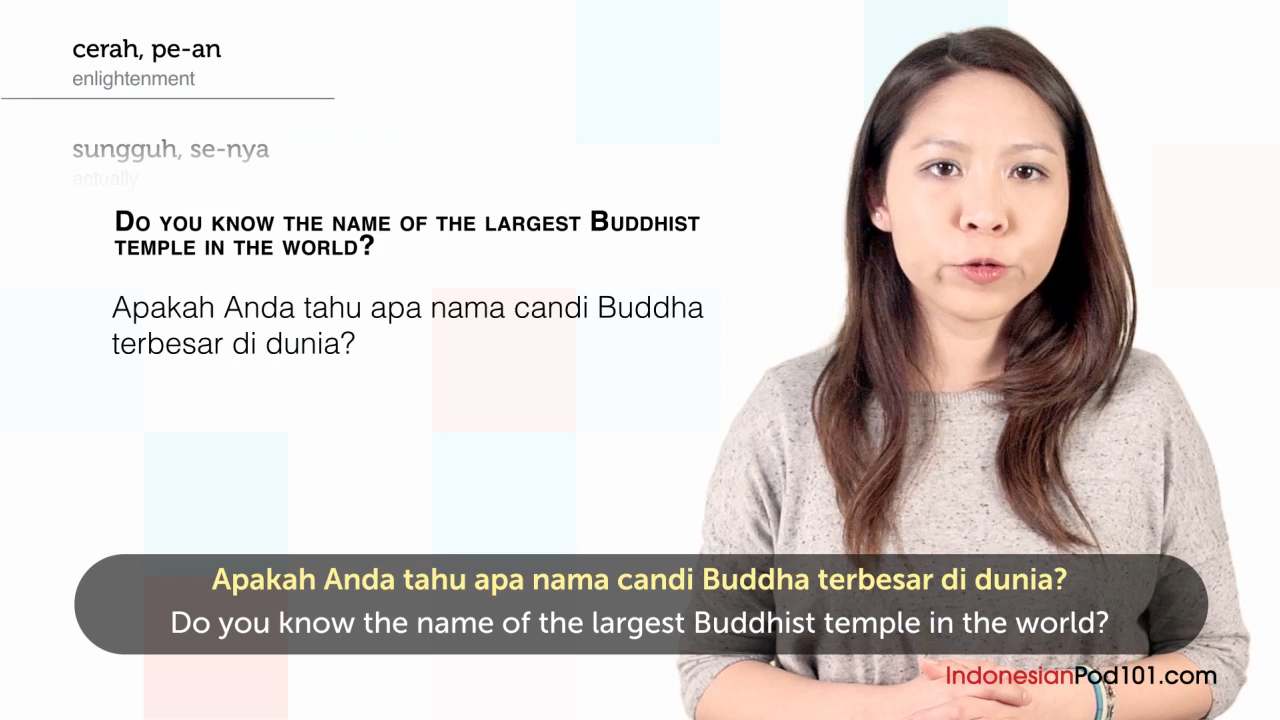 cerah, pe-an
enlightenment
sungguh, se-nya
actually
Do you know the name of the largest Buddhist
temple in the world?
Apakah Anda tahu apa nama candi Buddha
terbesar di dunia?
Apakah Anda tahu apa nama candi Buddha terbesar di dunia?
Do you know the name of the largest Buddhist temple in the world?
IndonesianPod101.com